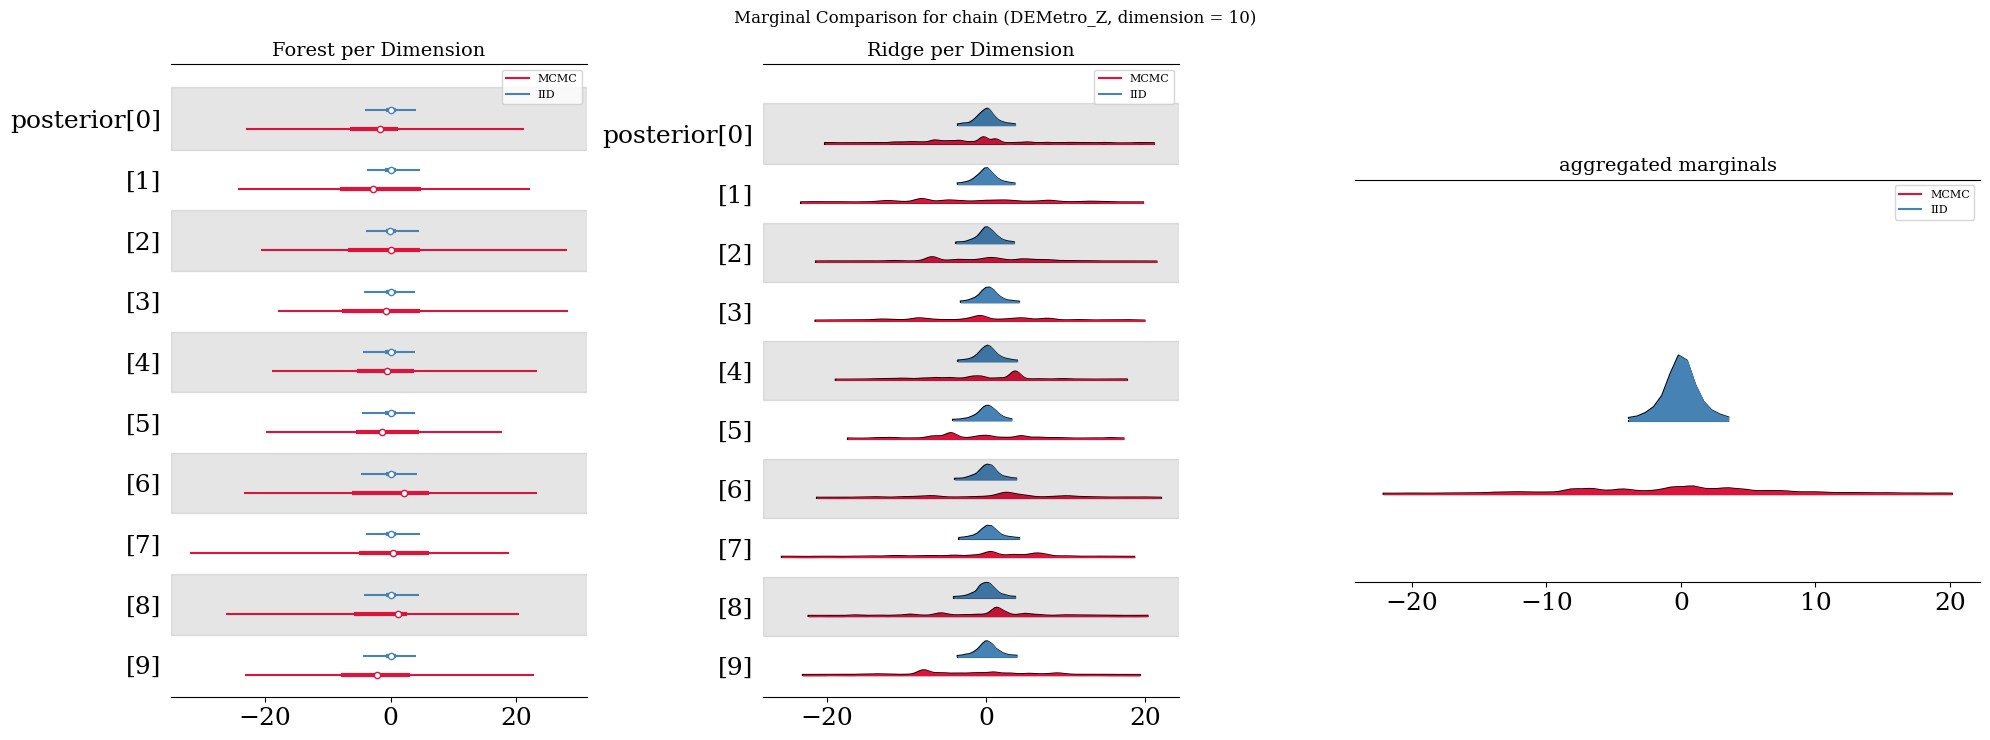 Marginal Comparison for chain (DEMetro_Z, dimension = 10)
Forest per Dimension
MCMC
IID
posterior[0]
[1]
[2]
[3]
[4]
[5]
[6]
[7]
[8]
[9]
−20 0 20
Ridge per Dimension
MCMC
IID
posterior[0]
[1]
[2]
[3]
[4]
[5]
[6]
[7]
[8]
[9]
−20 0 20
aggregated marginals
MCMC
IID
−20 −10 0 10 20